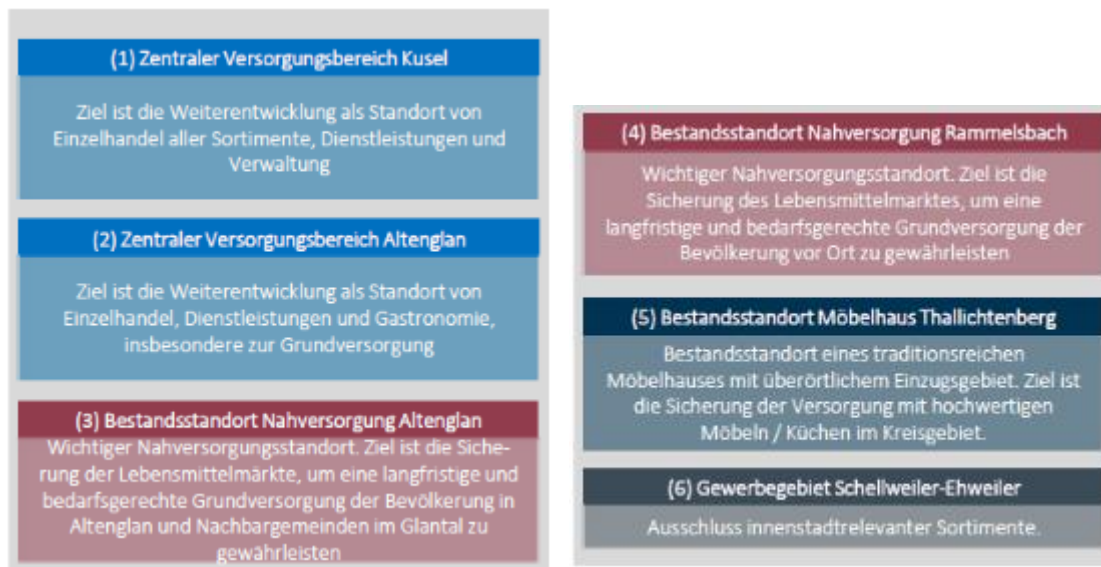 (1) Zentraler Versorgungsbereich Kusel
Ziel ist die Weiterentwicklung als Standort von
Einzelhandel aller Sortimente, Dienstleistungen und
Verwaltung
(2) Zentraler Versorgungsbereich Altenglan
Ziel ist die Weiterentwicklung als Standort von
Einzelhandel, Dienstleistungen und Gastronomie,
insbesondere zur Grundversorgung
(3) Bestandsstandort Nahversorgung Altenglan
Wichtiger Nahversorgungsstandort. Ziel ist die Siche-
rung der Lebensmittelmärkte, um eine langfristige und
bedarfsgerechte Grundversorgung der Bevölkerung in
Altenglan und Nachbargemeinden im Glantal zu
gewährleisten
(4) Bestandsstandort Nahversorgung Rammelsbach
Wichtiger Nahversorgungsstandort. Ziel ist die
Sicherung des Lebensmittelmarktes, um eine
langfristige und bedarfsgerechte Grundversorgung der
Bevölkerung vor Ort zu gewährleisten
(5) Bestandsstandort Möbelhaus Thallichtenberg
Bestandsstandort eines traditionsreichen
Möbelhauses mit überörtlichem Einzugsgebiet. Ziel ist
die Sicherung der Versorgung mit hochwertigen
Möbeln / Küchen im Kreisgebiet.
(6) Gewerbegebiet Schellweiler-Ehweiler
Ausschluss innenstadtrelevanter Sortimente.